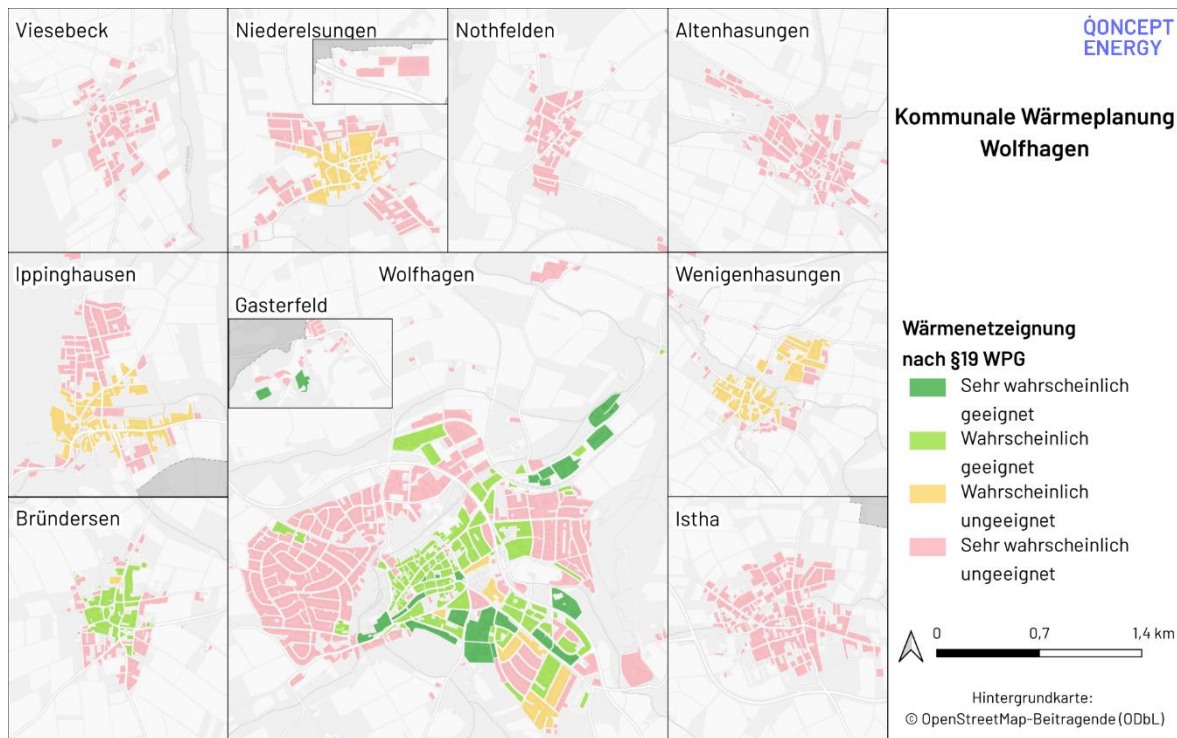 Viesebeck
Niederelsungen
Nothfelden
Altenhasungen
Ippinghausen
Wolfhagen
Gasterfeld
Wenigenhasungen
Bründersen
Istha
QONCEPT
ENERGY
Kommunale Wärmeplanung
Wolfhagen
Wärmenetzeignung
nach §19 WPG
Sehr wahrscheinlich
geeignet
Wahrscheinlich
geeignet
Wahrscheinlich
ungeeignet
Sehr wahrscheinlich
ungeeignet
0 0,7 1,4 km
Hintergrundkarte:
© OpenStreetMap-Beitragende (ODbL)